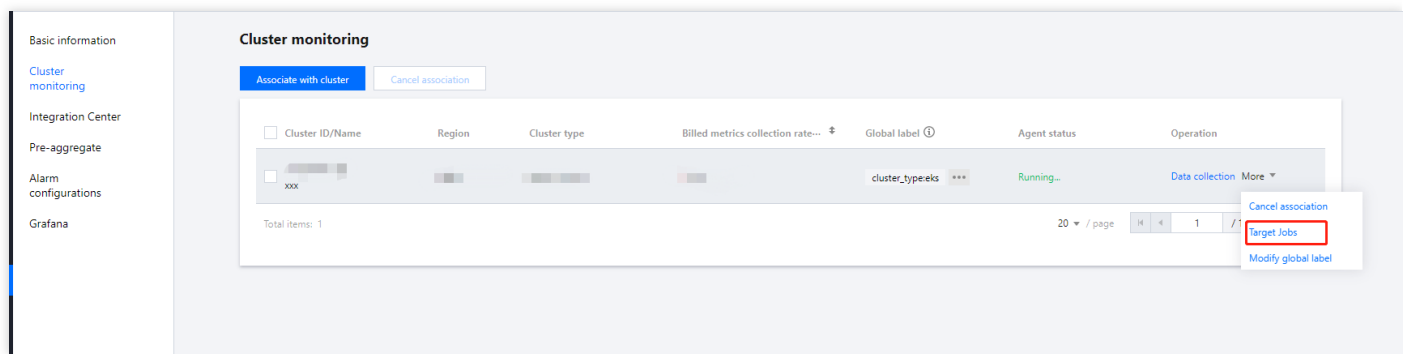 Basic information
Cluster
monitoring
Integration Center
Pre-aggregate
Alarm
configurations
Grafana
Cluster monitoring
Associate with cluster Cancel association
Cluster ID/Name Region Cluster type Billed metrics collection rate... Global label Agent status Operation
xxx cluster_type:eks ••• Running... Data collection More
Cancel association
Target Jobs
Modify global label
Total items: 1 20 / page 1 / 1